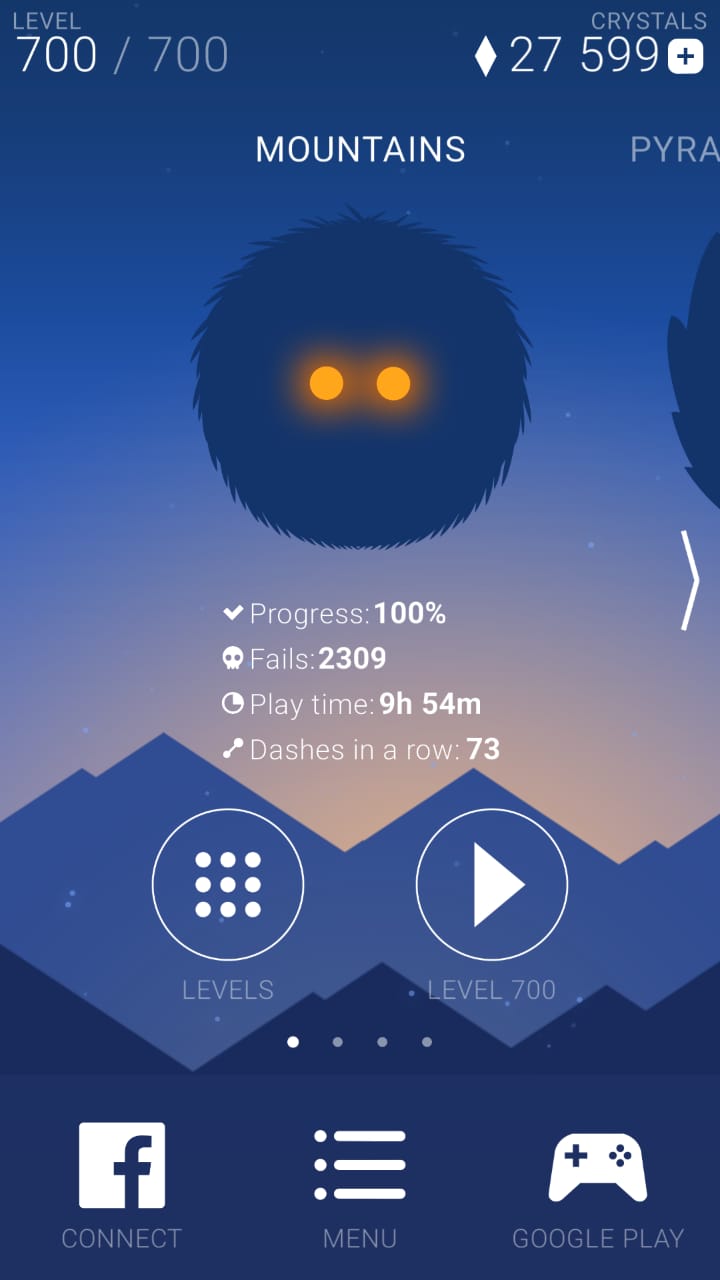 LEVEL
700 / 700
CRYSTALS
27 599
MOUNTAINS
PYRA
Progress: 100%
Fails: 2309
Play time: 9h 54m
Dashes in a row: 73
LEVELS
LEVEL 700
CONNECT
MENU
GOOGLE PLAY